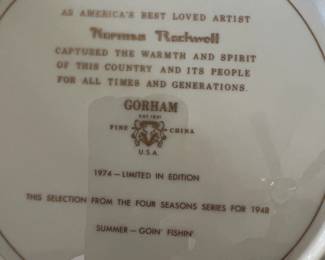 AS AMERICA'S BEST LOVED ARTIST
Norman Rockwell
CAPTURED THE WARMTH AND SPIRIT
OF THIS COUNTRY AND ITS PEOPLE
FOR ALL TIMES AND GENERATIONS.
GORHAM
EST. 1831
FINE CHINA
U.S.A.
1974 — LIMITED IN EDITION
THIS SELECTION FROM THE FOUR SEASONS SERIES FOR 1948
SUMMER — GOIN' FISHIN'